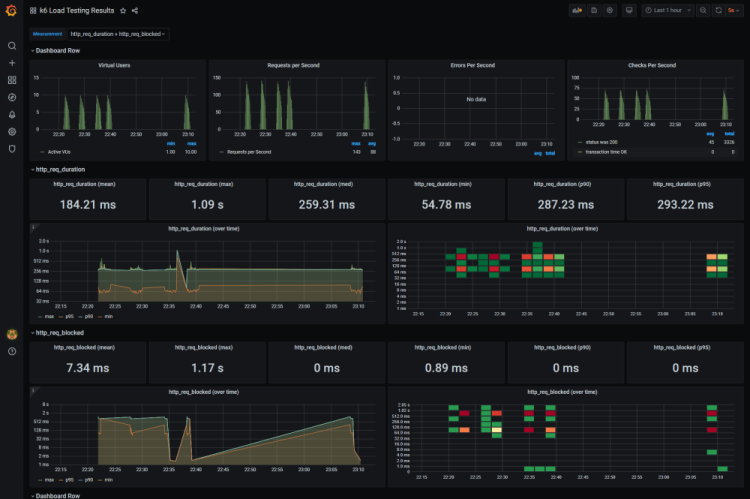 k6 Load Testing Results
Last 1 hour
5s
Measurement http_req_duration + http_req_blocked
Dashboard Row
Virtual Users
15
10
5
0
22:20 22:30 22:40 22:50 23:00 23:10
min max
Active VUs 1.00 10.00
Requests per Second
150
100
50
0
22:20 22:30 22:40 22:50 23:00 23:10
max avg
Requests per Second 143 88
Errors Per Second
1.0
0.5
0
-0.5
-1.0
No data
22:20 22:30 22:40 22:50 23:00 23:10
avg total
Checks Per Second
100
75
50
25
0
22:20 22:30 22:40 22:50 23:00 23:10
avg total
status was 200 45 3326
transaction time OK 0 0
http_req_duration
http_req_duration (mean)
184.21 ms
http_req_duration (max)
1.09 s
http_req_duration (med)
259.31 ms
http_req_duration (min)
54.78 ms
http_req_duration (p90)
287.23 ms
http_req_duration (p95)
293.22 ms
http_req_duration (over time)
2.0 s
1.0 s
512 ms
256 ms
128 ms
64 ms
32 ms
22:15 22:20 22:25 22:30 22:35 22:40 22:45 22:50 22:55 23:00 23:05 23:10
max p95 p90 min
http_req_duration (over time)
2.0 s
1.0 s
512 ms
256 ms
128 ms
64 ms
32 ms
16 ms
8 ms
4 ms
2 ms
1 ms
22:15 22:20 22:25 22:30 22:35 22:40 22:45 22:50 22:55 23:00 23:05 23:10
http_req_blocked
http_req_blocked (mean)
7.34 ms
http_req_blocked (max)
1.17 s
http_req_blocked (med)
0 ms
http_req_blocked (min)
0.89 ms
http_req_blocked (p90)
0 ms
http_req_blocked (p95)
0 ms
http_req_blocked (over time)
8 s
2 s
512 ms
128 ms
32 ms
8 ms
2 ms
1 ms
22:15 22:20 22:25 22:30 22:35 22:40 22:45 22:50 22:55 23:00 23:05 23:10
max p95 p90 min
http_req_blocked (over time)
512.0 ms
128.0 ms
64.0 ms
32.0 ms
16.0 ms
8.0 ms
4.0 ms
2.0 ms
1.0 ms
0
22:15 22:20 22:25 22:30 22:35 22:40 22:45 22:50 22:55 23:00 23:05 23:10
Dashboard Row